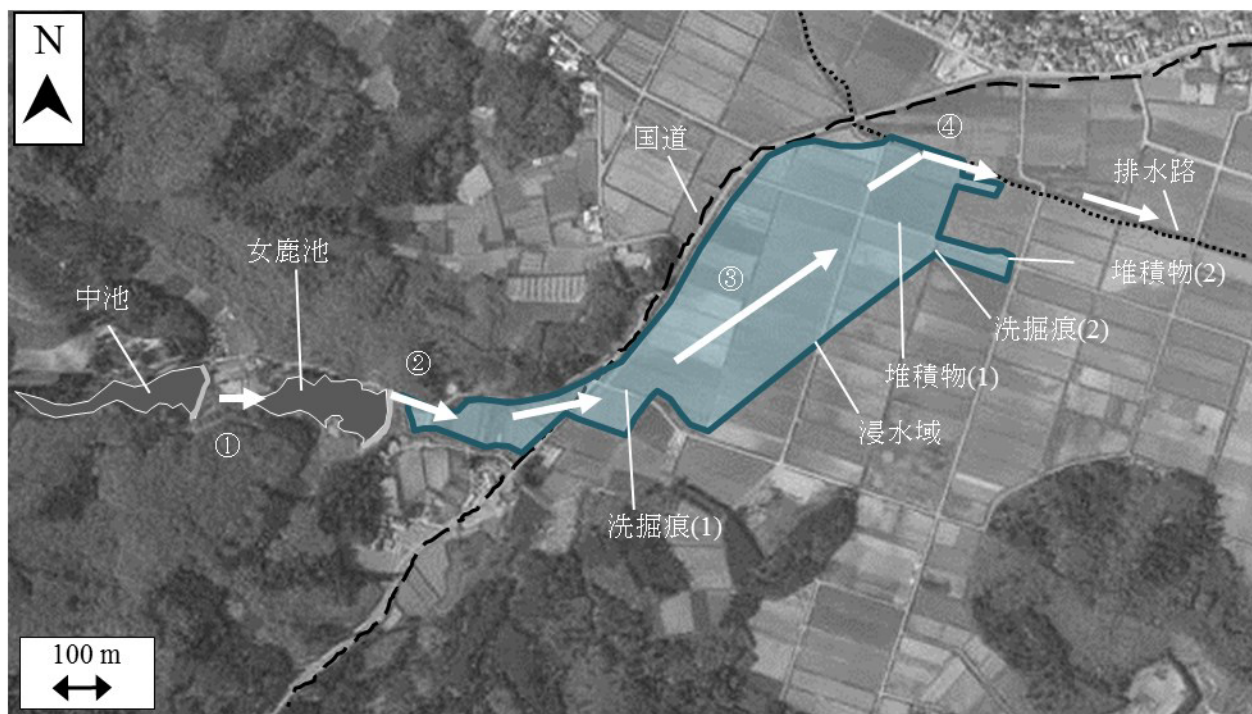 N
④
国道
排水路
女鹿池
③
堆積物(2)
中池
洗掘痕(2)
②
堆積物(1)
浸水域
①
洗掘痕(1)
100 m